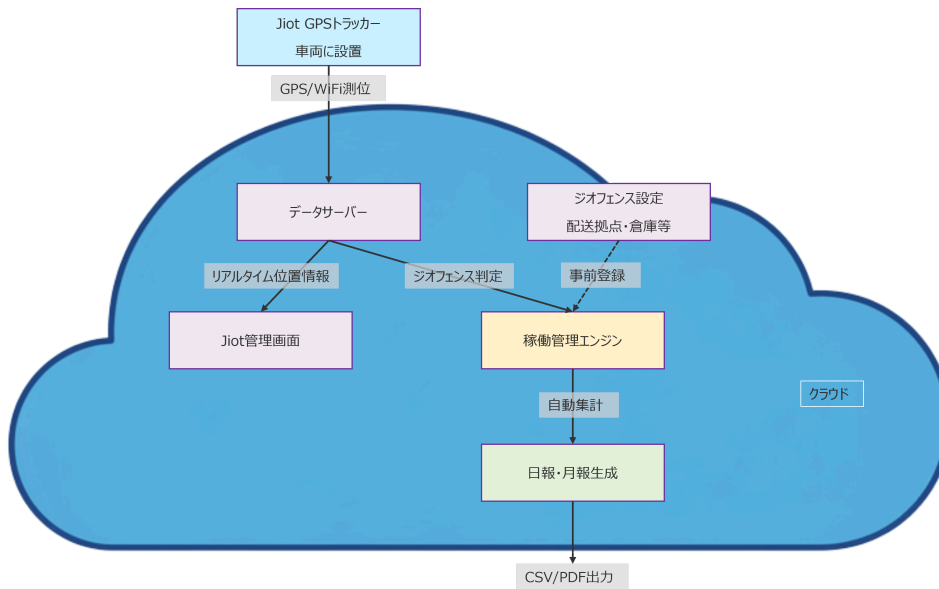 Jiot GPSトラッカー
車両に設置
GPS/WiFi測位
データサーバー
ジオフェンス設定
配送拠点・倉庫等
リアルタイム位置情報
ジオフェンス判定
事前登録
Jiot管理画面
稼働管理エンジン
クラウド
自動集計
日報・月報生成
CSV/PDF出力